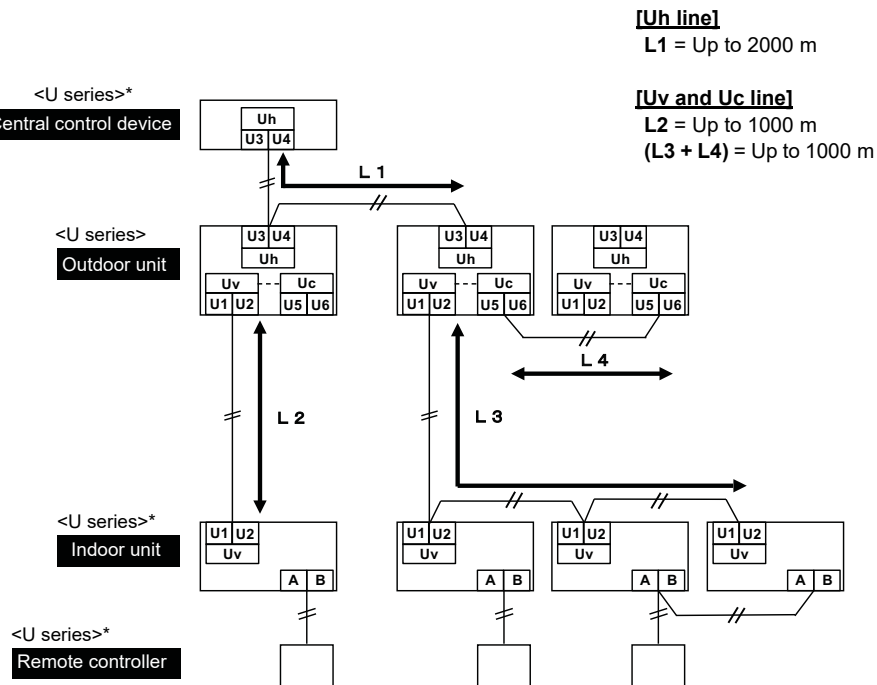 [Uh line]
L1 = Up to 2000 m
[Uv and Uc line]
L2 = Up to 1000 m
(L3 + L4) = Up to 1000 m
<U series>*
Central control device
Uh
U3 U4
L 1
<U series>
Outdoor unit
U3 U4 U3 U4 U3 U4
Uh Uh Uh
Uv Uc Uv Uc Uv Uc
U1 U2 U5 U6 U1 U2 U5 U6 U1 U2 U5 U6
L 4
L 2 L 3
<U series>*
Indoor unit
U1 U2 U1 U2 U1 U2 U1 U2
Uv Uv Uv Uv
A B A B A B A B
<U series>*
Remote controller